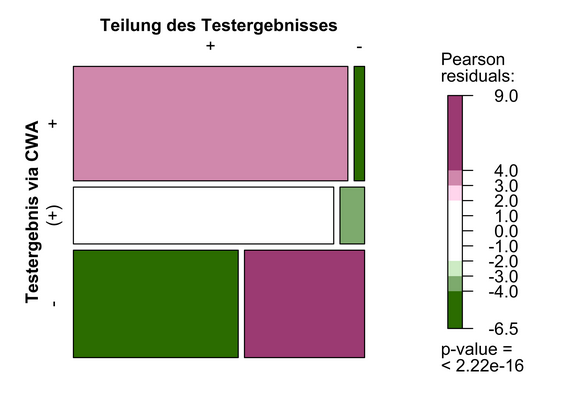 Teilung des Testergebnisses
+ -
Testergebnis via CWA
+
(+)
-
Pearson
residuals:
9.0
4.0
3.0
2.0
1.0
0.0
-1.0
-2.0
-3.0
-4.0
-6.5
p-value =
< 2.22e-16